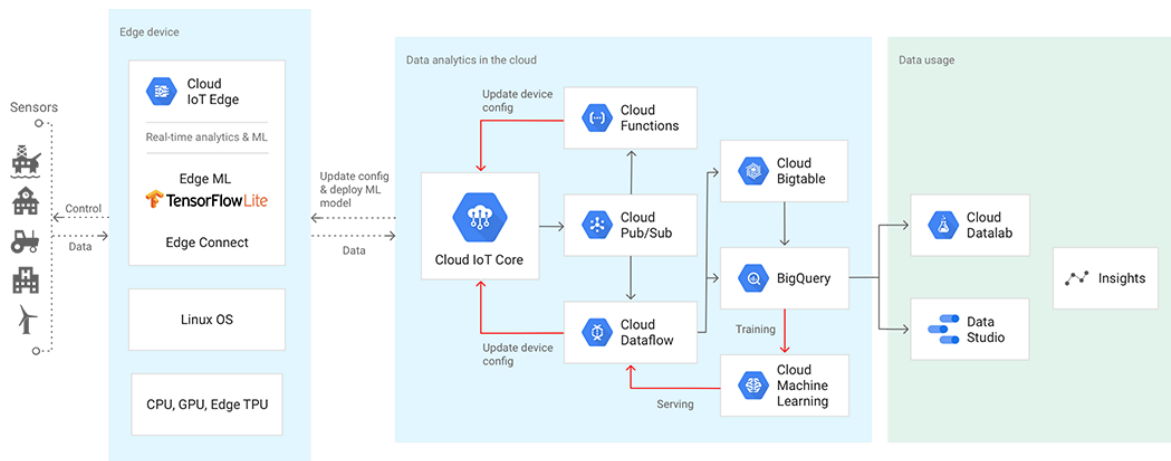 Edge device
Sensors
Cloud
IoT Edge
Real-time analytics & ML
Edge ML
TensorFlow Lite
Edge Connect
Linux OS
CPU, GPU, Edge TPU
Control
Data
Update config
& deploy ML
model
Data
Data analytics in the cloud
Update device
config
Cloud
Functions
Cloud IoT Core
Cloud
Pub/Sub
Update device
config
Cloud
Dataflow
Cloud
Bigtable
BigQuery
Training
Cloud
Machine
Learning
Serving
Data usage
Cloud
Datalab
Data
Studio
Insights